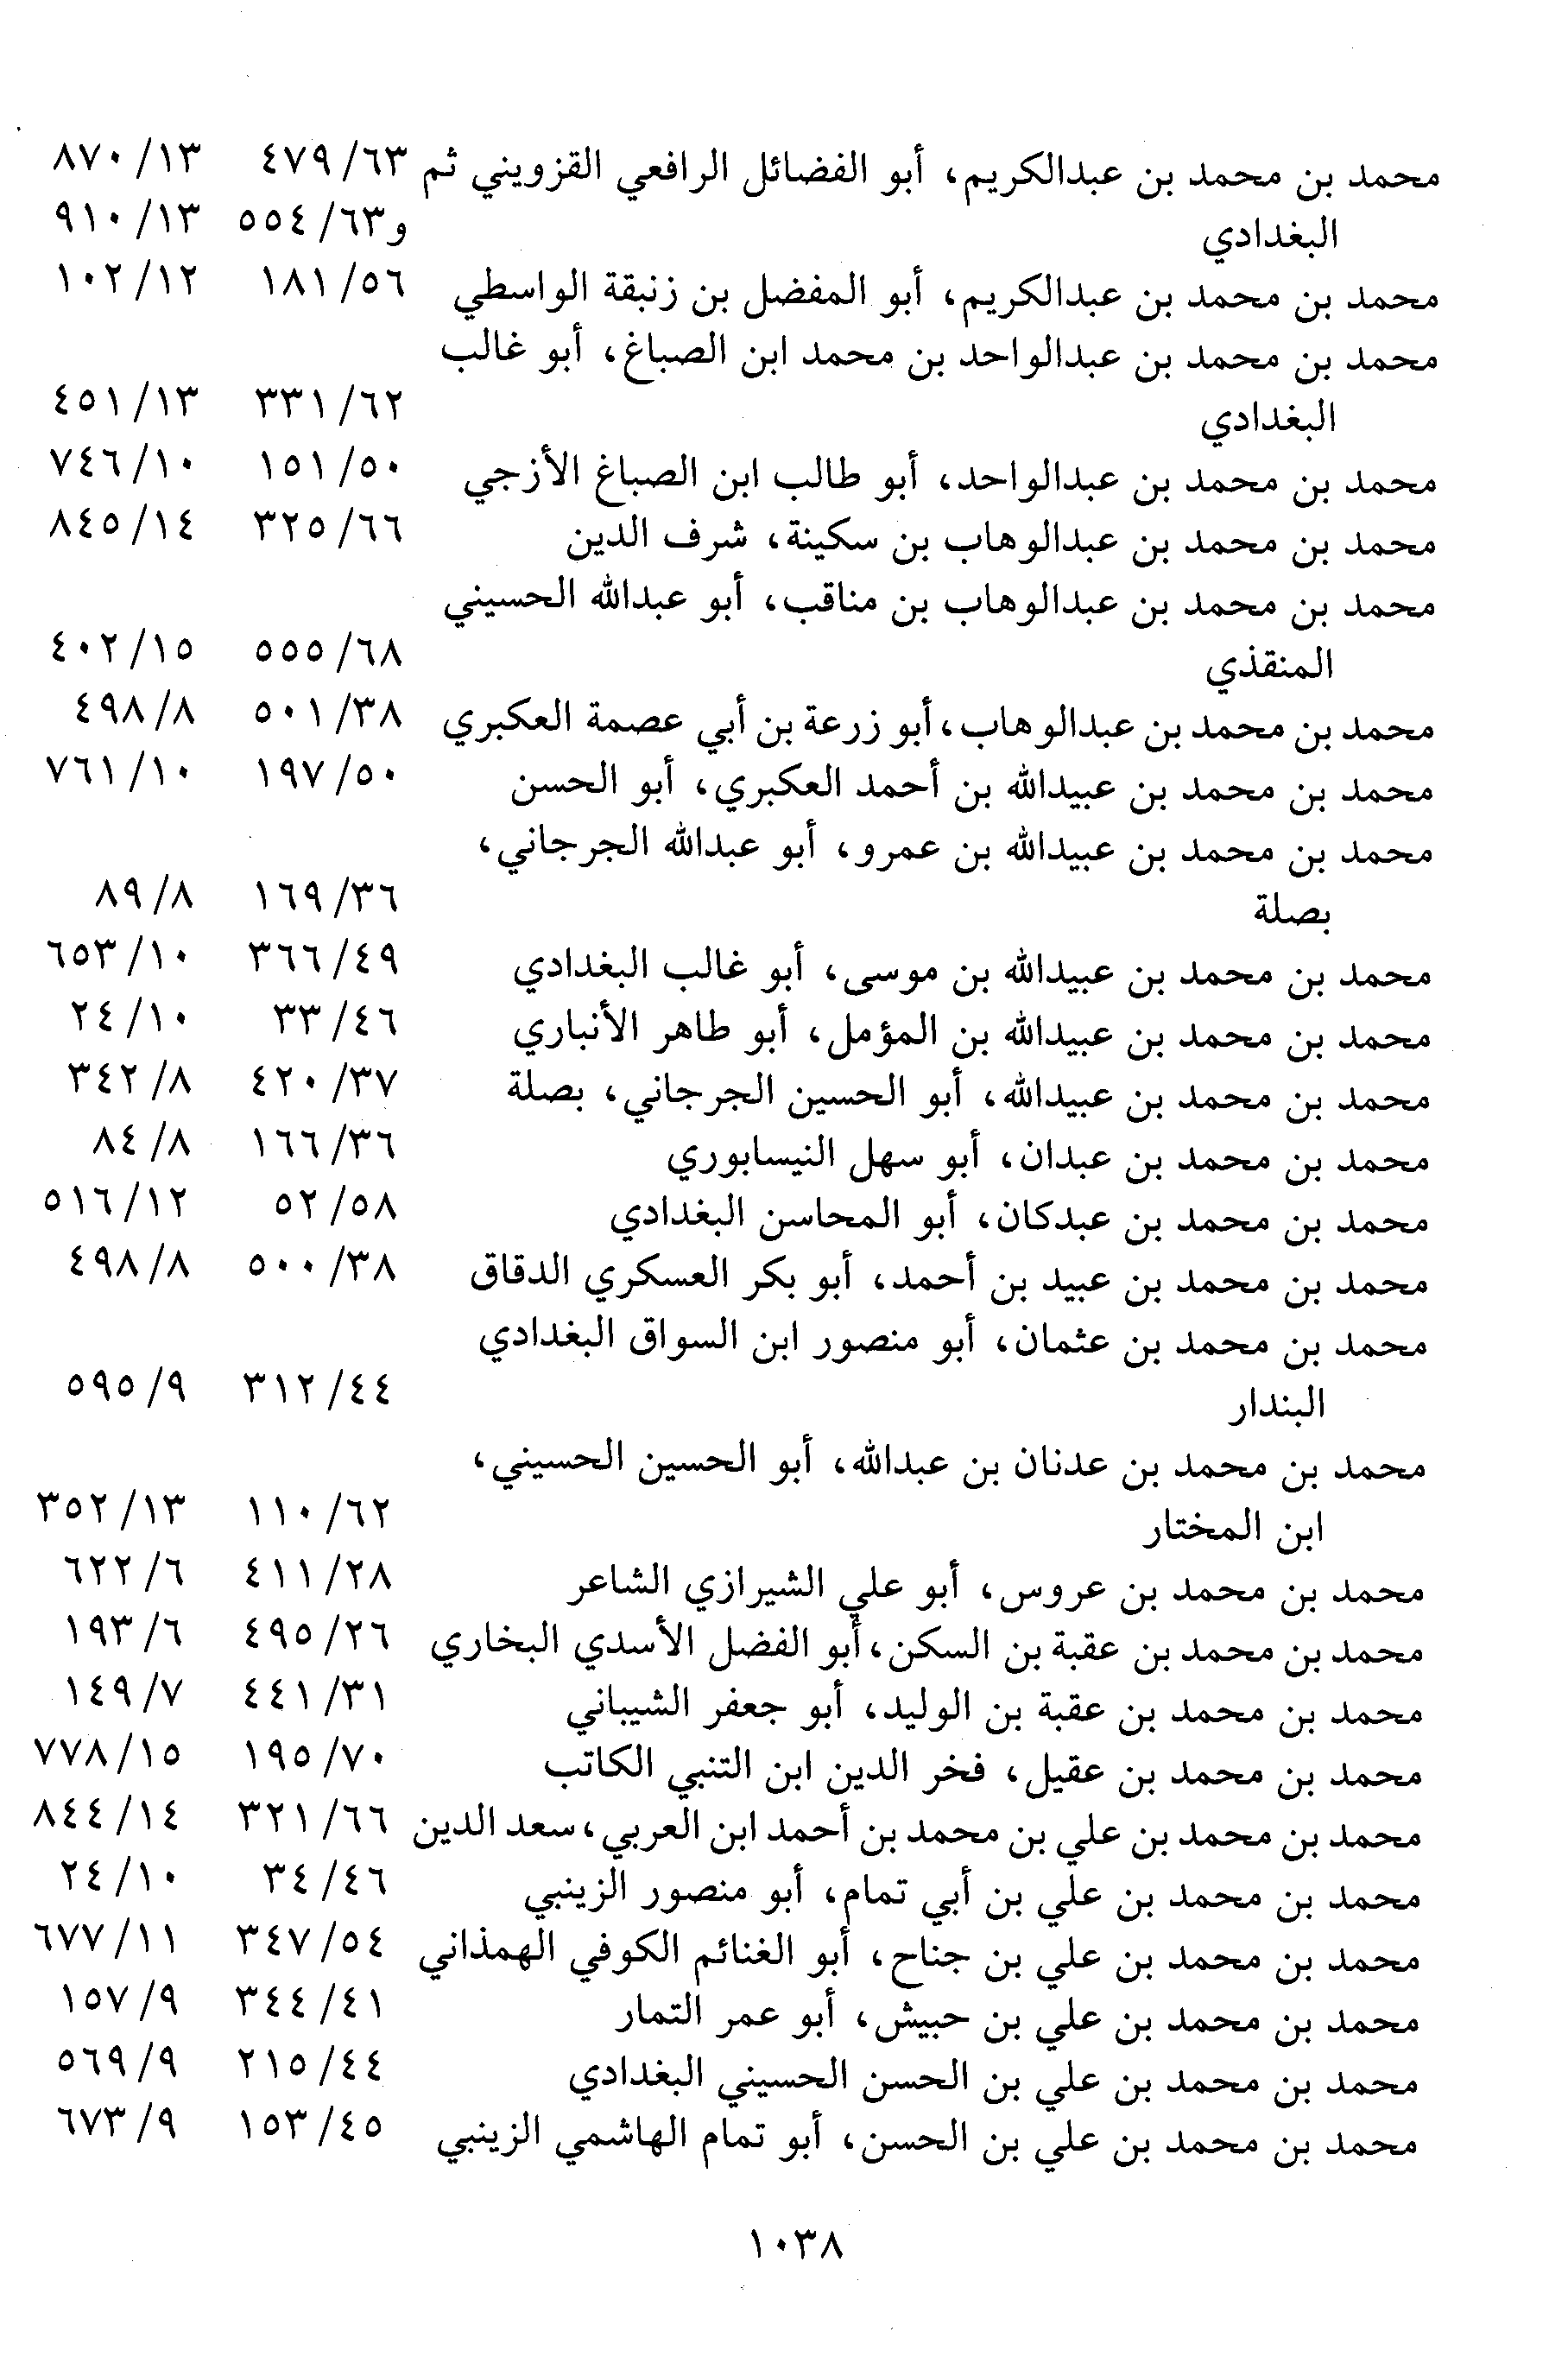 محمد بن محمد بن عبدالكريم، أبو الفضائل الرافعي القزويني ثم ٤٧٩/٦٣ ٨٧٠/١٣
البغدادي و٥٥٤/٦٣ ٩١٠/١٣
محمد بن محمد بن عبدالكريم، أبو المفضل بن زنبقة الواسطي ١٨١/٥٦ ١٠٢/١٢
محمد بن محمد بن عبدالواحد بن محمد ابن الصباغ، أبو غالب
البغدادي ٣٣١/٦٢ ٤٥١/١٣
محمد بن محمد بن عبدالواحد، أبو طالب ابن الصباغ الأزجي ١٥١/٥٠ ٧٤٦/١٠
محمد بن محمد بن عبدالوهاب بن سكينة، شرف الدين ٣٢٥/٦٦ ٨٤٥/١٤
محمد بن محمد بن عبدالوهاب بن مناقب، أبو عبدالله الحسيني
المنقذي ٥٥٥/٦٨ ٤٠٢/١٥
محمد بن محمد بن عبدالوهاب، أبو زرعة بن أبي عصمة العكبري ٥٠١/٣٨ ٤٩٨/٨
محمد بن محمد بن عبيدالله بن أحمد العكبري، أبو الحسن ١٩٧/٥٠ ٧٦١/١٠
محمد بن محمد بن عبيدالله بن عمرو، أبو عبدالله الجرجاني،
بصلة ١٦٩/٣٦ ٨٩/٨
محمد بن محمد بن عبيدالله بن موسى، أبو غالب البغدادي ٣٦٦/٤٩ ٦٥٣/١٠
محمد بن محمد بن عبيدالله بن المؤمل، أبو طاهر الأنباري ٣٣/٤٦ ٢٤/١٠
محمد بن محمد بن عبيدالله، أبو الحسين الجرجاني، بصلة ٤٢٠/٣٧ ٣٤٢/٨
محمد بن محمد بن عبدان، أبو سهل النيسابوري ١٦٦/٣٦ ٨٤/٨
محمد بن محمد بن عبدكان، أبو المحاسن البغدادي ٥٢/٥٨ ٥١٦/١٢
محمد بن محمد بن عبيد بن أحمد، أبو بكر العسكري الدقاق ٥٠٠/٣٨ ٤٩٨/٨
محمد بن محمد بن عثمان، أبو منصور ابن السواق البغدادي
البندار ٣١٢/٤٤ ٥٩٥/٩
محمد بن محمد بن عدنان بن عبدالله، أبو الحسين الحسيني،
ابن المختار ١١٠/٦٢ ٣٥٢/١٣
محمد بن محمد بن عروس، أبو علي الشيرازي الشاعر ٤١١/٢٨ ٦٢٢/٦
محمد بن محمد بن عقبة بن السكن، أبو الفضل الأسدي البخاري ٤٩٥/٢٦ ١٩٣/٦
محمد بن محمد بن عقبة بن الوليد، أبو جعفر الشيباني ٤٤١/٣١ ١٤٩/٧
محمد بن محمد بن عقيل، فخر الدين ابن التنبي الكاتب ١٩٥/٧٠ ٧٧٨/١٥
محمد بن محمد بن علي بن محمد بن أحمد ابن العربي، سعد الدين ٣٢١/٦٦ ٨٤٤/١٤
محمد بن محمد بن علي بن أبي تمام، أبو منصور الزينبي ٣٤/٤٦ ٢٤/١٠
محمد بن محمد بن علي بن جناح، أبو الغنائم الكوفي الهمذاني ٣٤٧/٥٤ ٦٧٧/١١
محمد بن محمد بن علي بن حبيش، أبو عمر التمار ٣٤٤/٤١ ١٥٧/٩
محمد بن محمد بن علي بن الحسن الحسيني البغدادي ٢١٥/٤٤ ٥٦٩/٩
محمد بن محمد بن علي بن الحسن، أبو تمام الهاشمي الزينبي ١٥٣/٤٥ ٦٧٣/٩
١٠٣٨